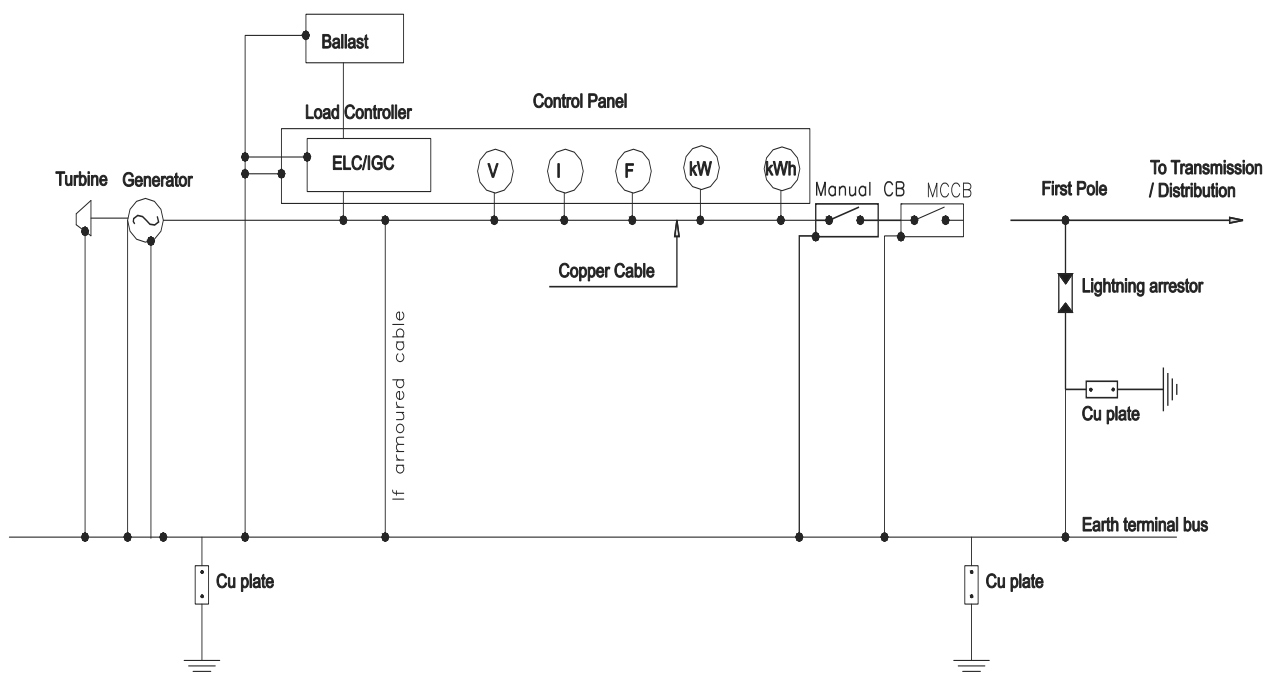 Ballast
Load Controller
Control Panel
ELC/IGC
V
I
F
kW
kWh
Turbine
Generator
Manual CB
MCCB
First Pole
To Transmission
/ Distribution
Copper Cable
Lightning arrestor
If armoured cable
Cu plate
Earth terminal bus
Cu plate
Cu plate